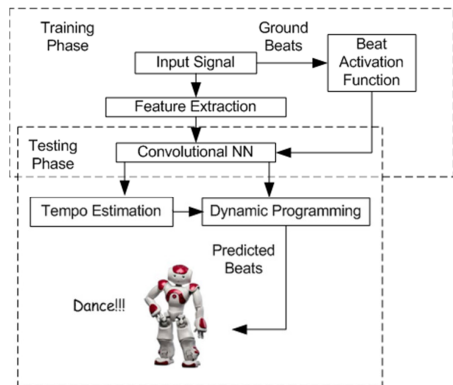 Training
Phase
Ground
Beats
Input Signal
Beat
Activation
Function
Feature Extraction
Testing
Phase
Convolutional NN
Tempo Estimation
Dynamic Programming
Predicted
Beats
Dance!!!